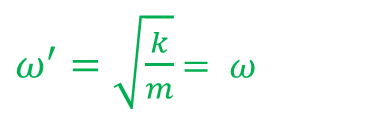 ω′ = √(k/m) = ω